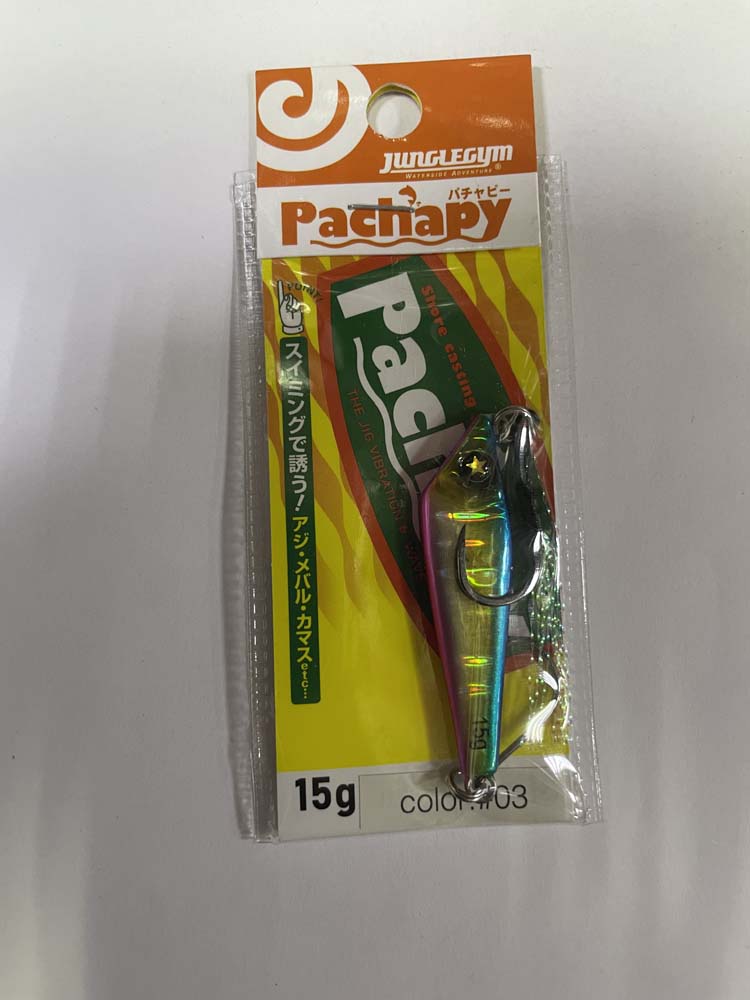 JUNGLEGYM
WATERSIDE ADVENTURE ®
パチャピー
Pachapy
POINT!
スイミングで誘う!アジ・メバル・カマスetc…
Shore casting
Pach
THE JIG VIBRATION & WAVE
15g
15g
color:#03